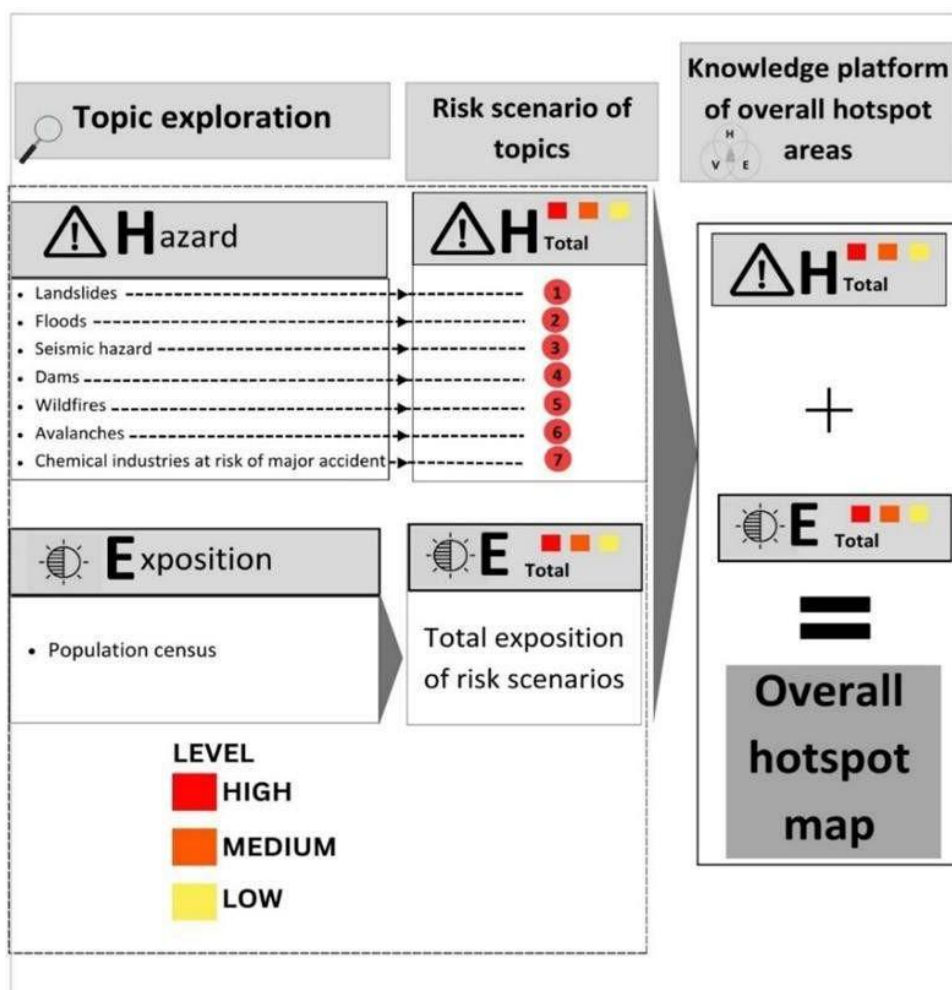 Topic exploration
Risk scenario of
topics
Knowledge platform
of overall hotspot
areas
H
V E
Hazard
H Total
• Landslides
• Floods
• Seismic hazard
• Dams
• Wildfires
• Avalanches
• Chemical industries at risk of major accident
1
2
3
4
5
6
7
Exposition
E Total
• Population census
Total exposition
of risk scenarios
LEVEL
HIGH
MEDIUM
LOW
H Total
+
E Total
=
Overall
hotspot
map